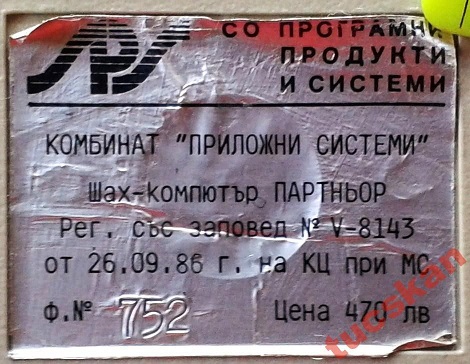 СО ПРОГРАМНИ
ПРОДУКТИ
И СИСТЕМИ
КОМБИНАТ "ПРИЛОЖНИ СИСТЕМИ"
Шах-компютър ПАРТНЬОР
Рег. със заповед № V-8143
от 26.09.86 г. на КЦ при МС
Ф.№ 752 Цена 470 лв
tucskan